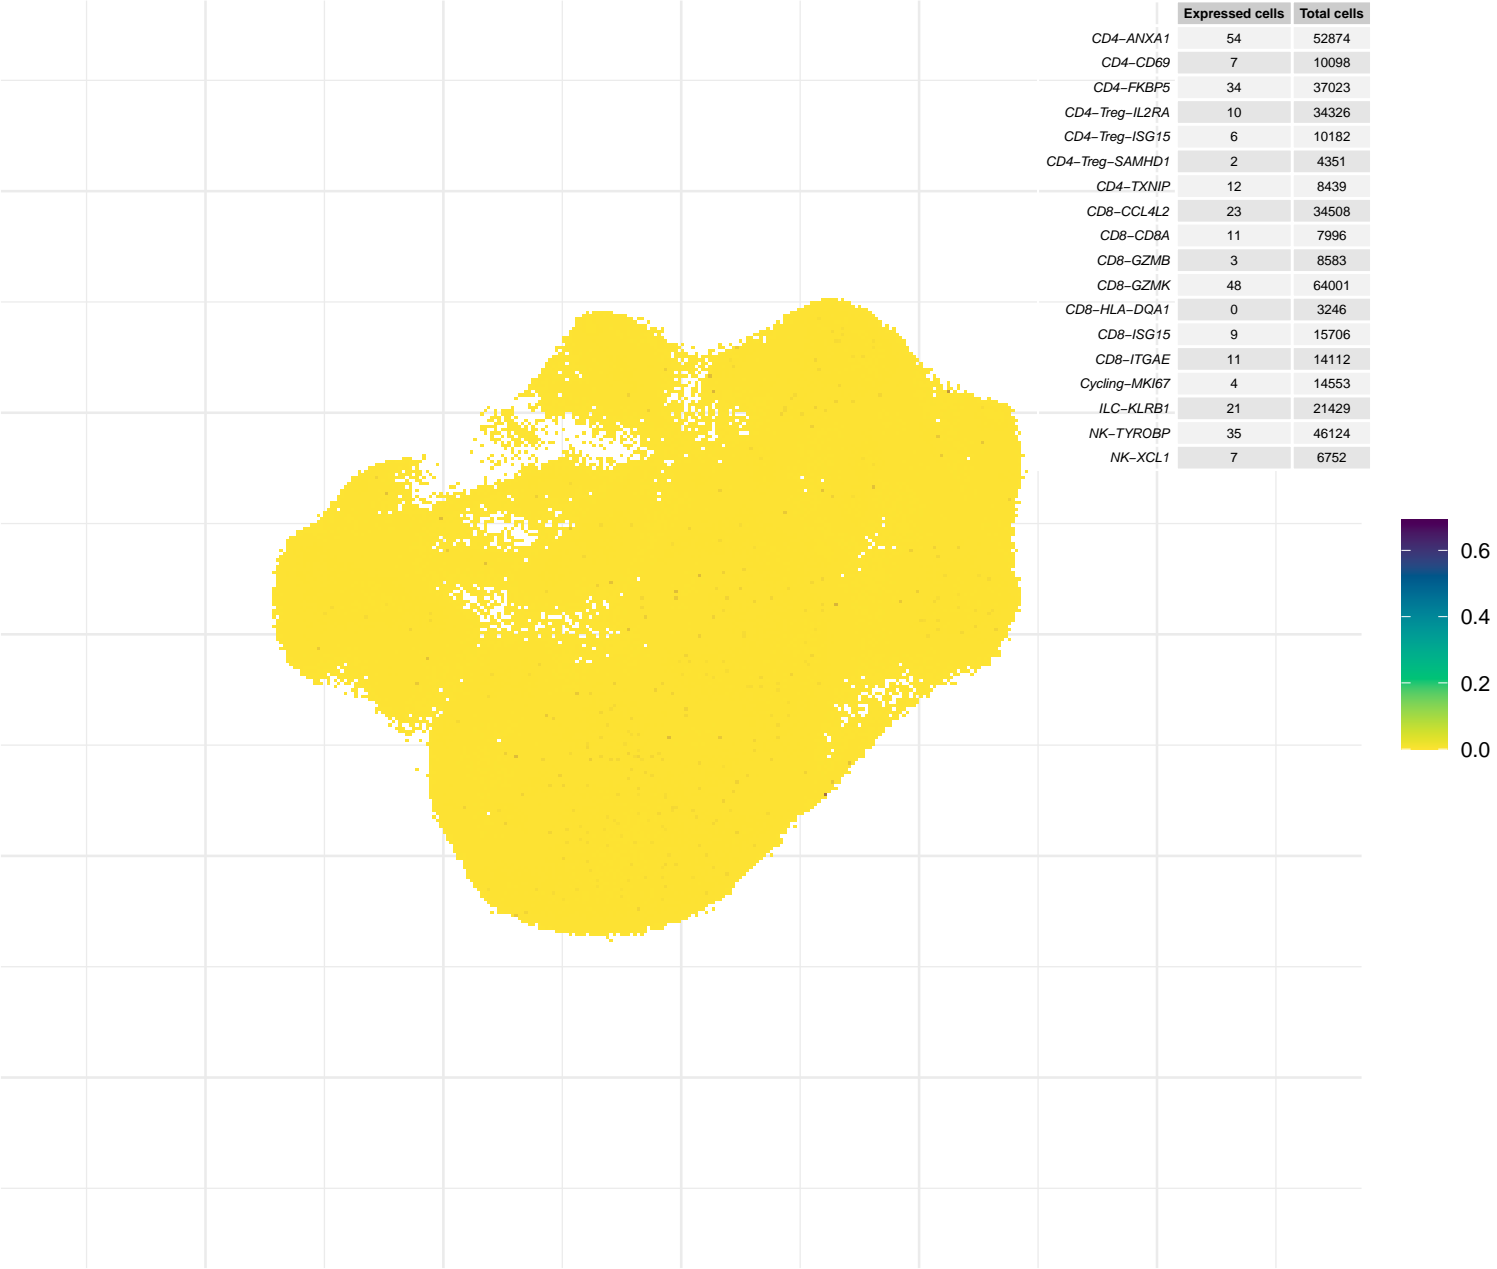 Expressed cells Total cells
CD4−ANXA1 54 52874
CD4−CD69 7 10098
CD4−FKBP5 34 37023
CD4−Treg−IL2RA 10 34326
CD4−Treg−ISG15 6 10182
CD4−Treg−SAMHD1 2 4351
CD4−TXNIP 12 8439
CD8−CCL4L2 23 34508
CD8−CD8A 11 7996
CD8−GZMB 3 8583
CD8−GZMK 48 64001
CD8−HLA−DQA1 0 3246
CD8−ISG15 9 15706
CD8−ITGAE 11 14112
Cycling−MKI67 4 14553
ILC−KLRB1 21 21429
NK−TYROBP 35 46124
NK−XCL1 7 6752
0.6
0.4
0.2
0.0